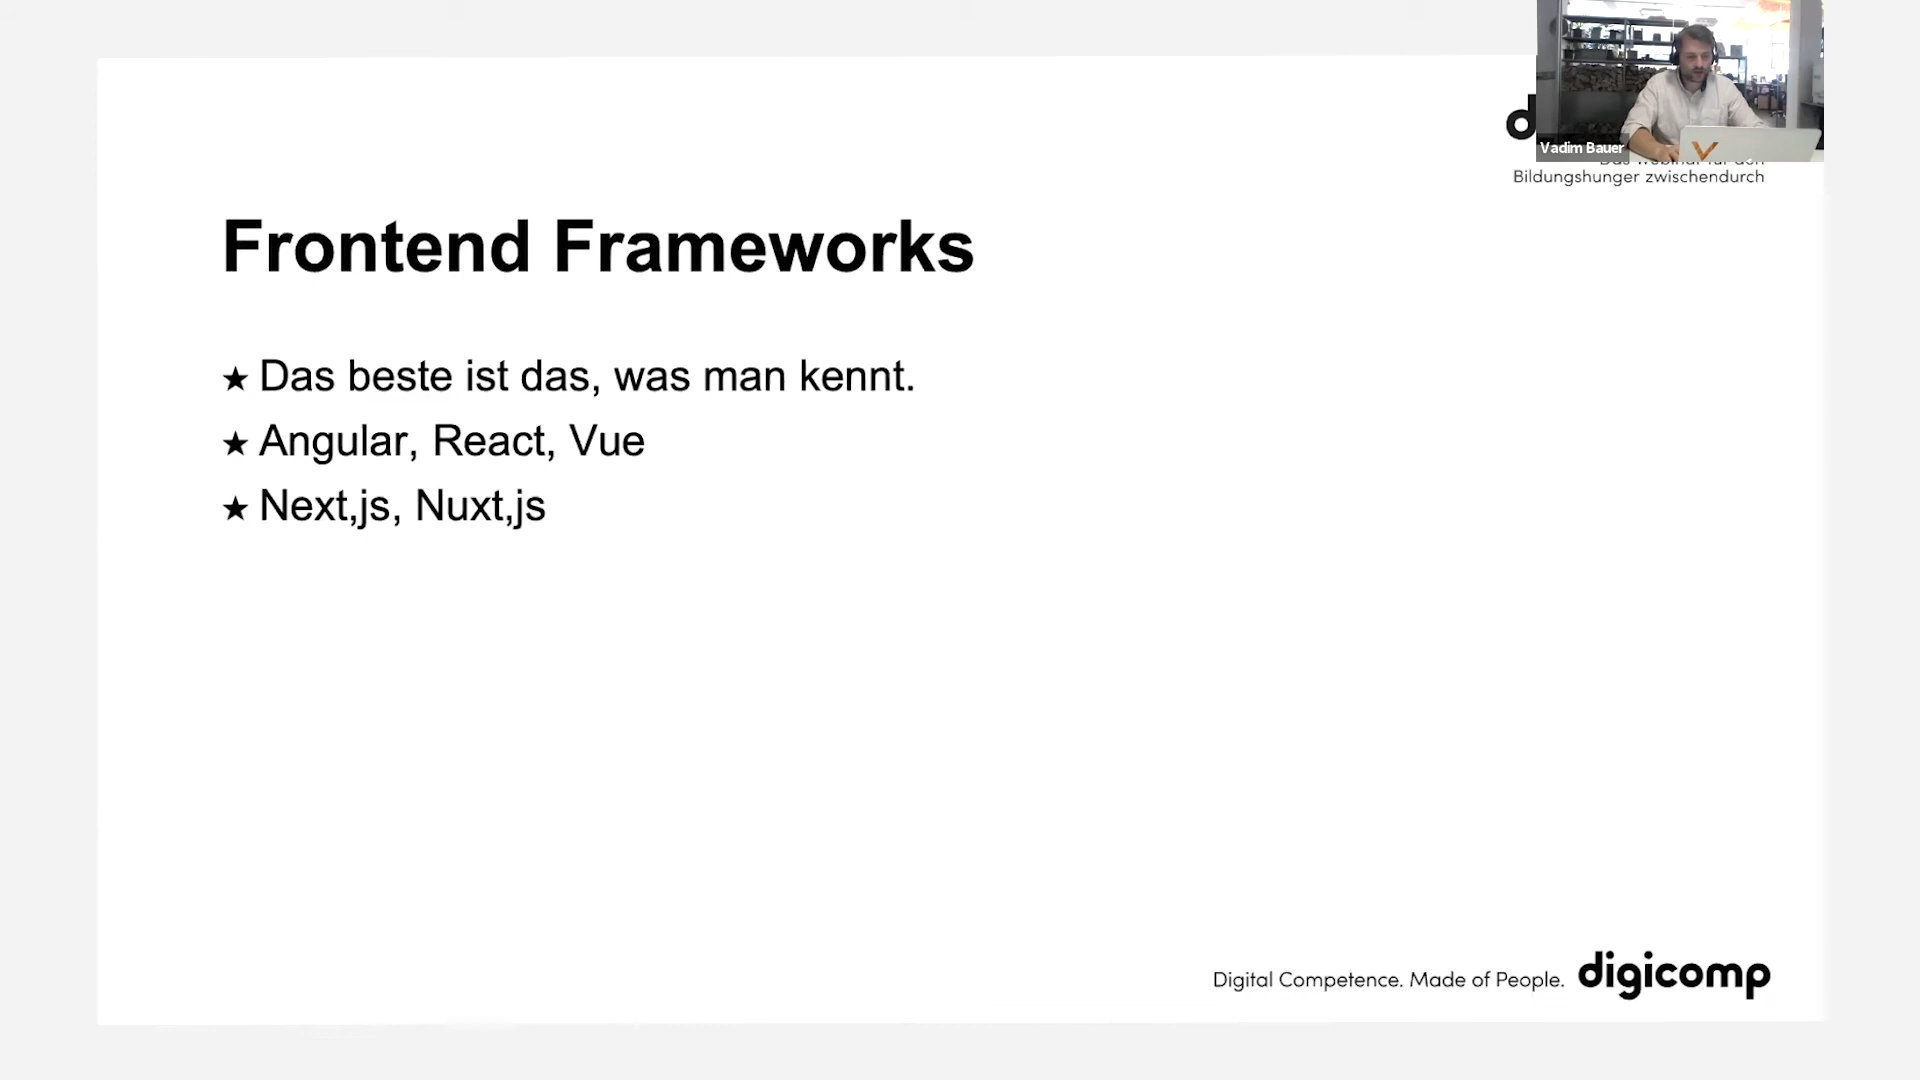 Vadim Bauer
Bildungshunger zwischendurch
Frontend Frameworks
★ Das beste ist das, was man kennt.
★ Angular, React, Vue
★ Next,js, Nuxt,js
Digital Competence. Made of People. digicomp